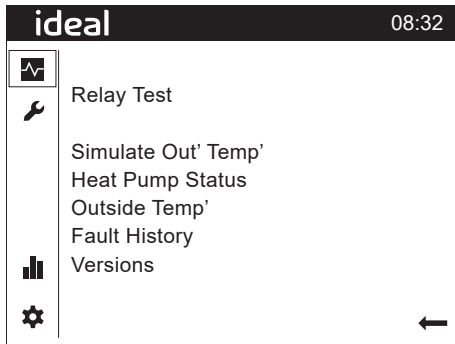 ideal 08:32
Relay Test
Simulate Out’ Temp’
Heat Pump Status
Outside Temp’
Fault History
Versions